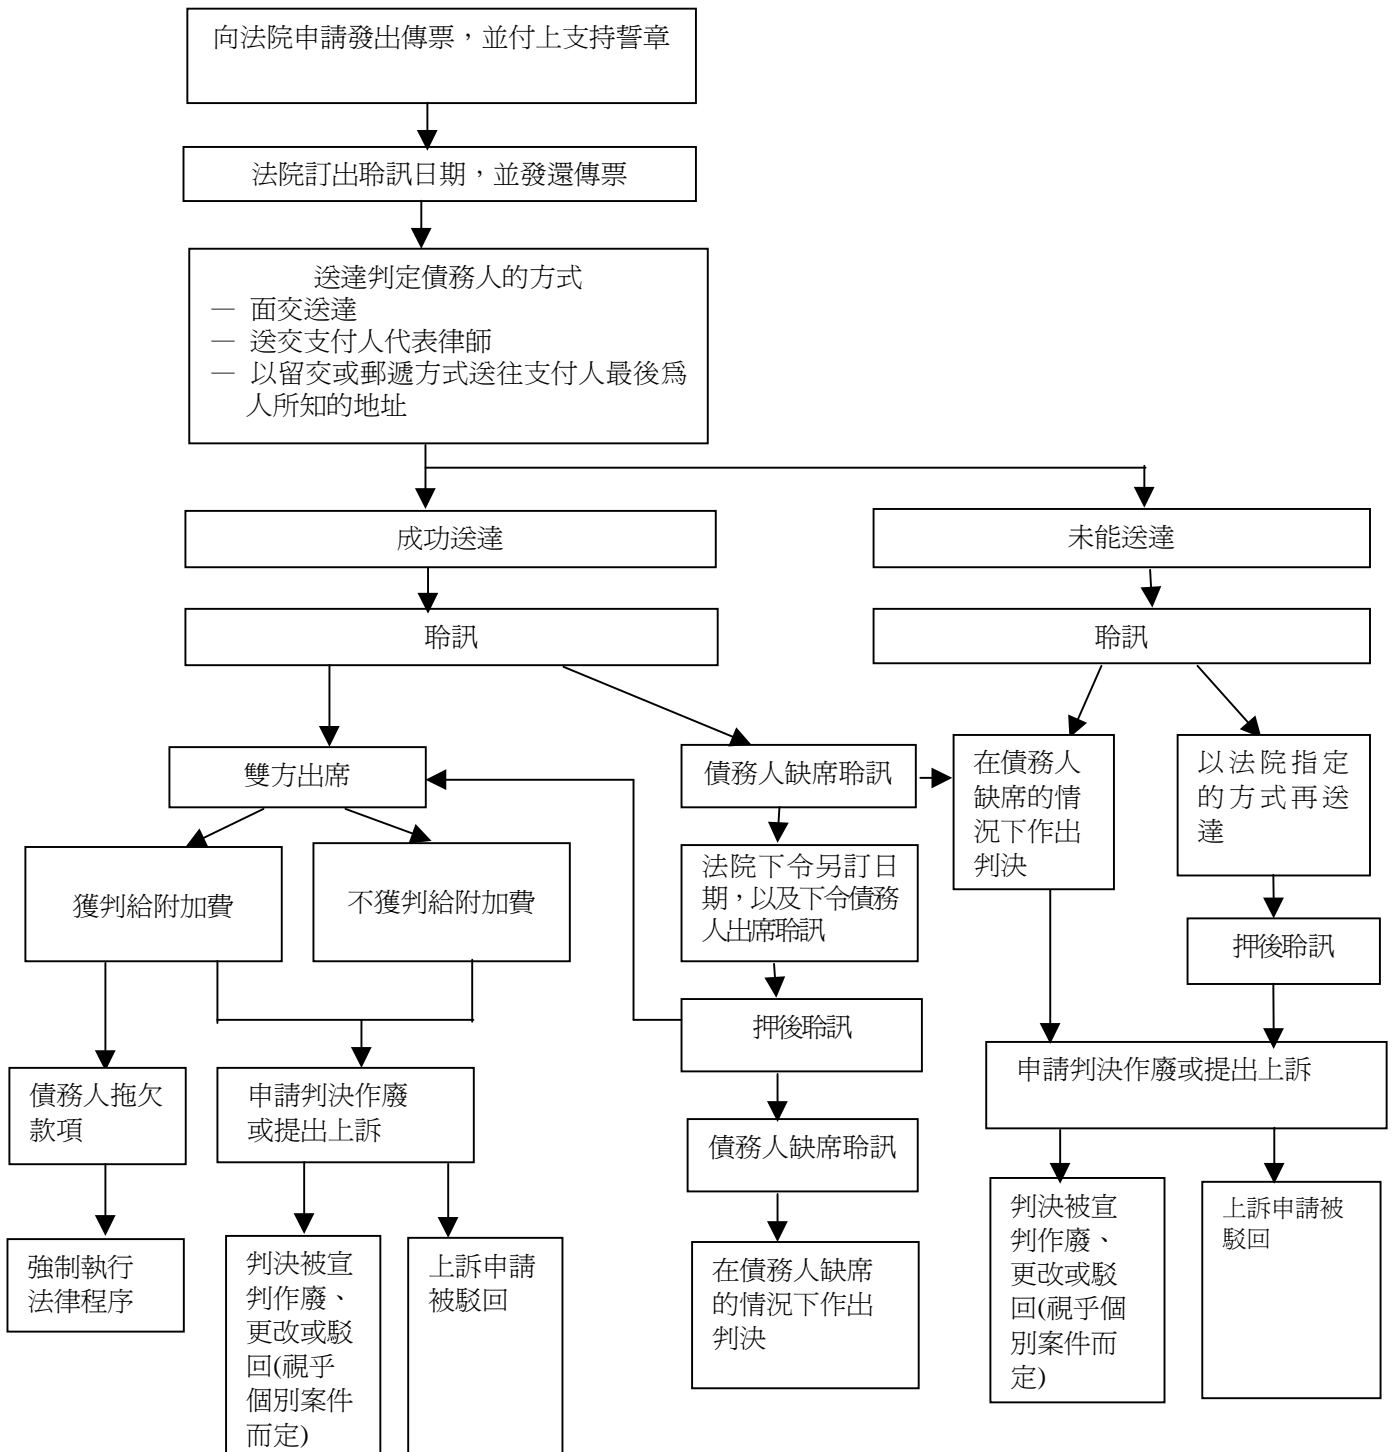 向法院申請發出傳票，並付上支持誓章
法院訂出聆訊日期，並發還傳票
送達判定債務人的方式
— 面交送達
— 送交支付人代表律師
— 以留交或郵遞方式送往支付人最後為
人所知的地址
成功送達
未能送達
聆訊
聆訊
雙方出席
債務人缺席聆訊
在債務人
缺席的情
況下作出
判決
以法院指定
的方式再送
達
獲判給附加費
不獲判給附加費
法院下令另訂日
期，以及下令債務
人出席聆訊
押後聆訊
押後聆訊
債務人拖欠
款項
申請判決作廢
或提出上訴
申請判決作廢或提出上訴
債務人缺席聆訊
強制執行
法律程序
判決被宣
判作廢、
更改或駁
回(視乎
個別案件
而定)
上訴申請
被駁回
在債務人缺席
的情況下作出
判決
判決被宣
判作廢、
更改或駁
回(視乎個
別案件而
定)
上訴申請被
駁回